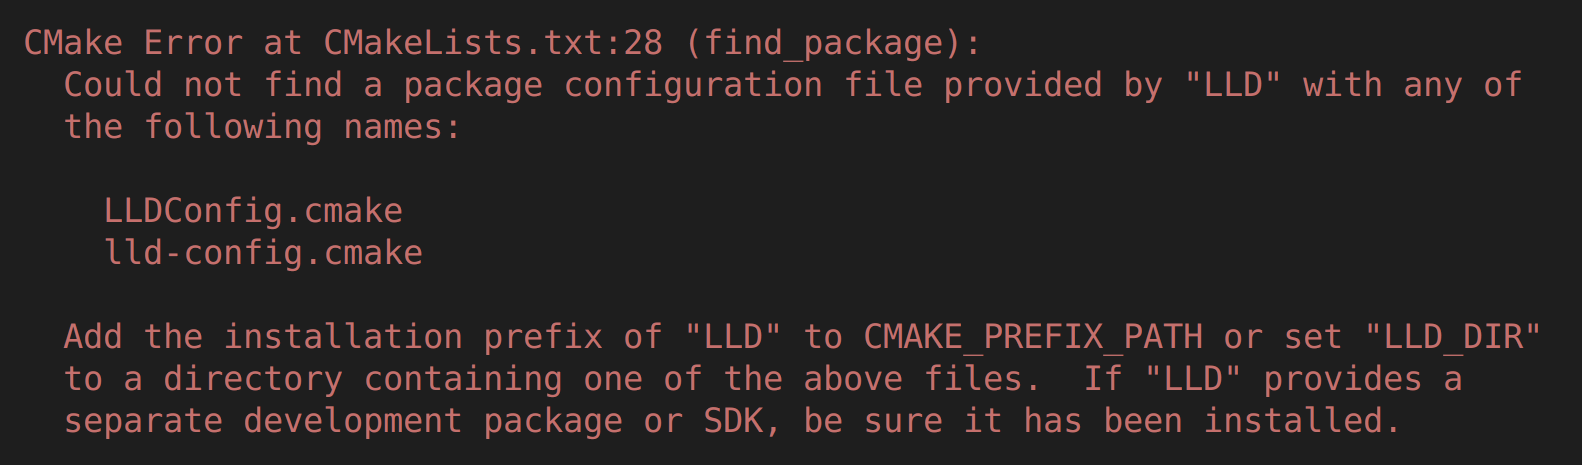 CMake Error at CMakeLists.txt:28 (find_package):
  Could not find a package configuration file provided by "LLD" with any of
  the following names:

    LLDConfig.cmake
    lld-config.cmake

  Add the installation prefix of "LLD" to CMAKE_PREFIX_PATH or set "LLD_DIR"
  to a directory containing one of the above files.  If "LLD" provides a
  separate development package or SDK, be sure it has been installed.